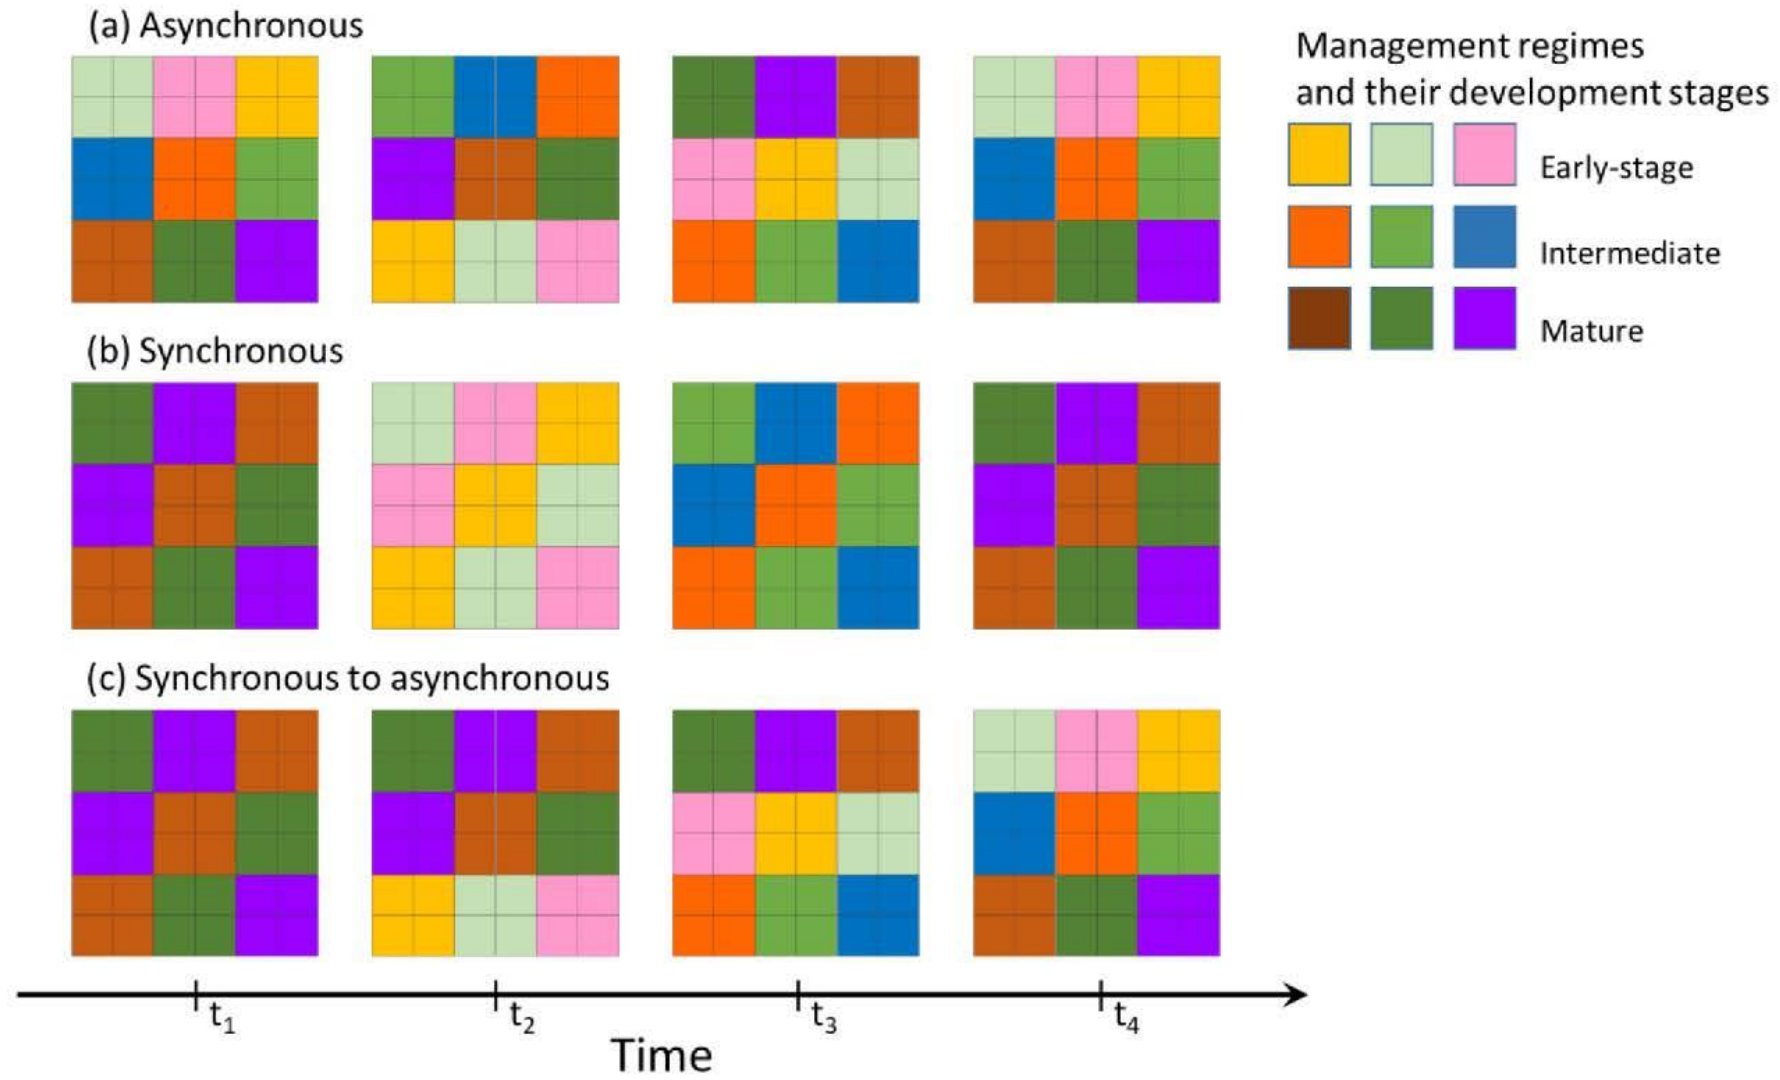 (a) Asynchronous
Management regimes
and their development stages
Early-stage
Intermediate
Mature
(b) Synchronous
(c) Synchronous to asynchronous
t1
t2
t3
t4
Time